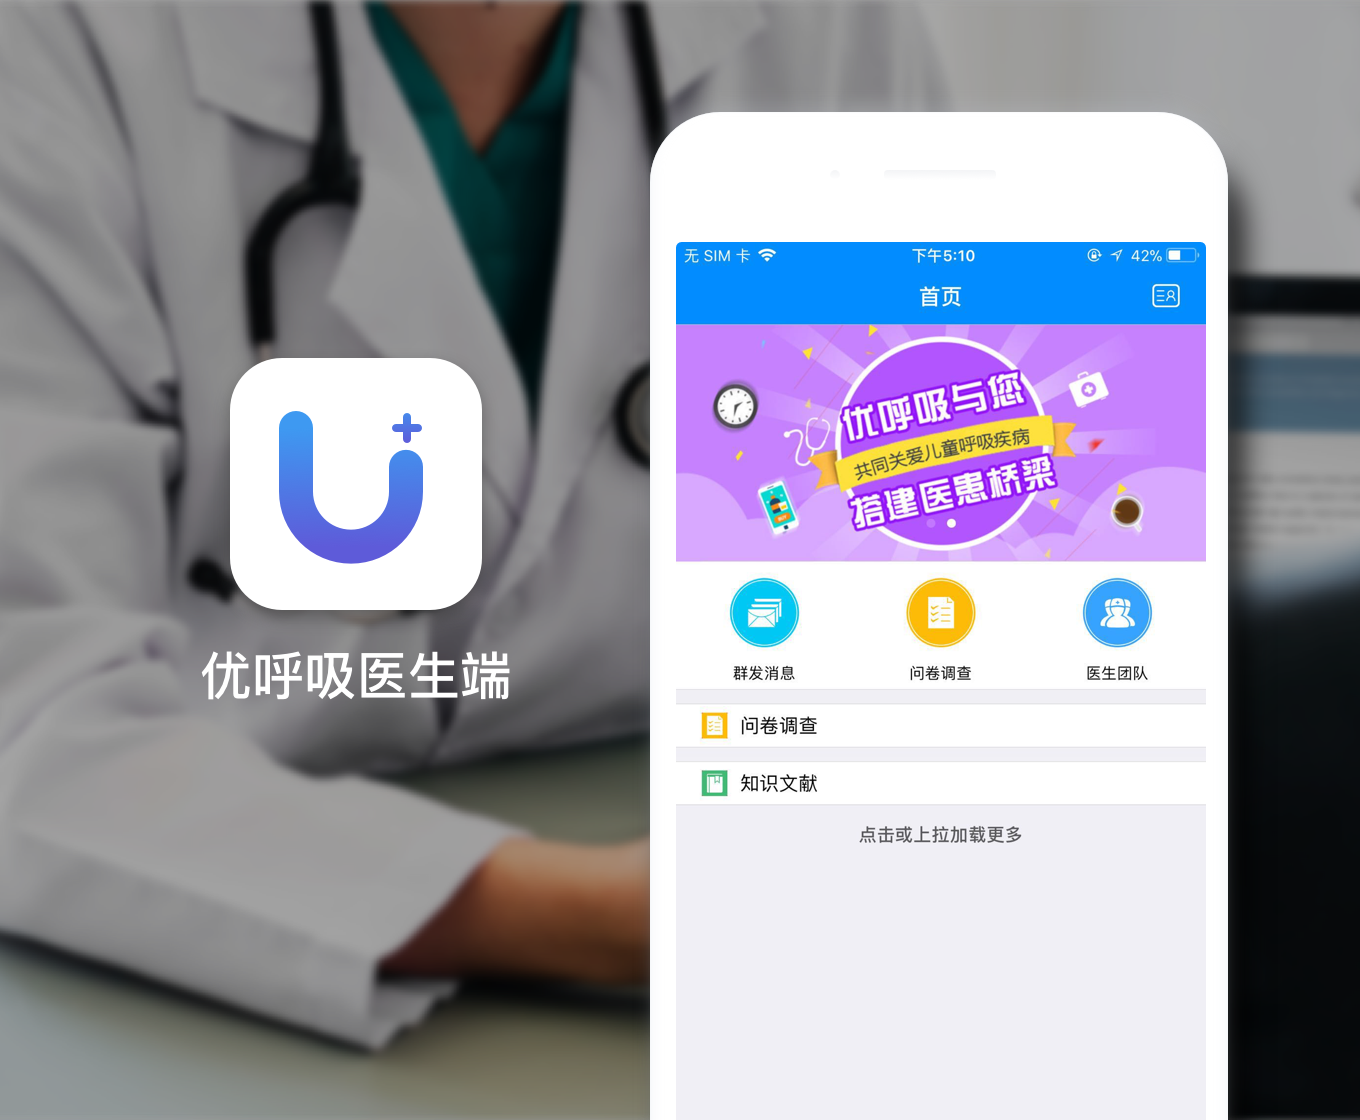 无 SIM 卡
下午5:10
42%
首页
优呼吸与您
共同关爱儿童呼吸疾病
搭建医患桥梁
群发消息
问卷调查
医生团队
问卷调查
知识文献
点击或上拉加载更多
优呼吸医生端